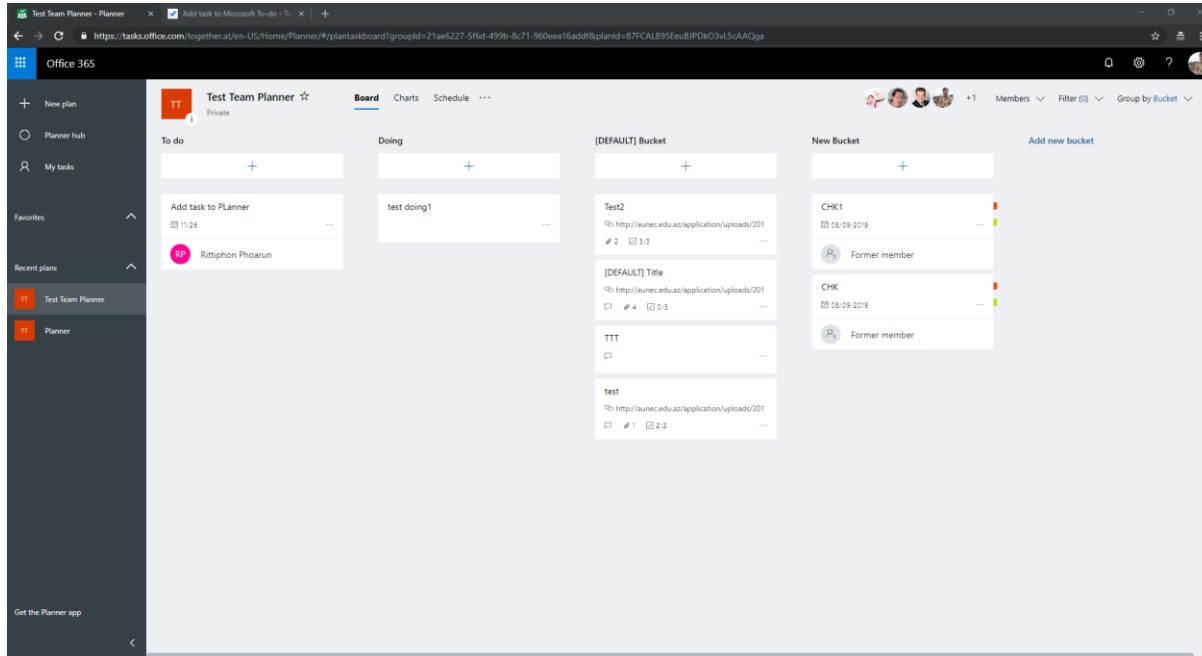 Test Team Planner - Planner
Add task to Microsoft To-do - To
https://tasks.office.com/together.at/en-US/Home/Planner/#/plantaskboard?groupId=21ae6227-5f6d-499b-8c71-960eea16addf&planId=87FCALB95EeuBJPDkO3vL5cAAQga
Office 365
New plan
Planner hub
My tasks
Favorites
Recent plans
TT Test Team Planner
TT Planner
Get the Planner app
TT Test Team Planner
Private
Board Charts Schedule ...
+1 Members Filter (0) Group by Bucket
To do
Add task to PLanner
11/26
RP Rittiphon Phoarun
Doing
test doing1
[DEFAULT] Bucket
Test2
http://aunec.edu.az/application/uploads/201
2 3/3
[DEFAULT] Title
http://aunec.edu.az/application/uploads/201
4 0/3
TTT
test
http://aunec.edu.az/application/uploads/201
1 2/2
New Bucket
CHK1
08/09/2019
Former member
CHK
08/09/2019
Former member
Add new bucket